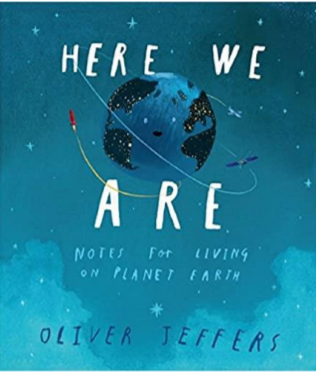 HERE WE
ARE
NOTES FOR LIVING
ON PLANET EARTH
OLIVER JEFFERS